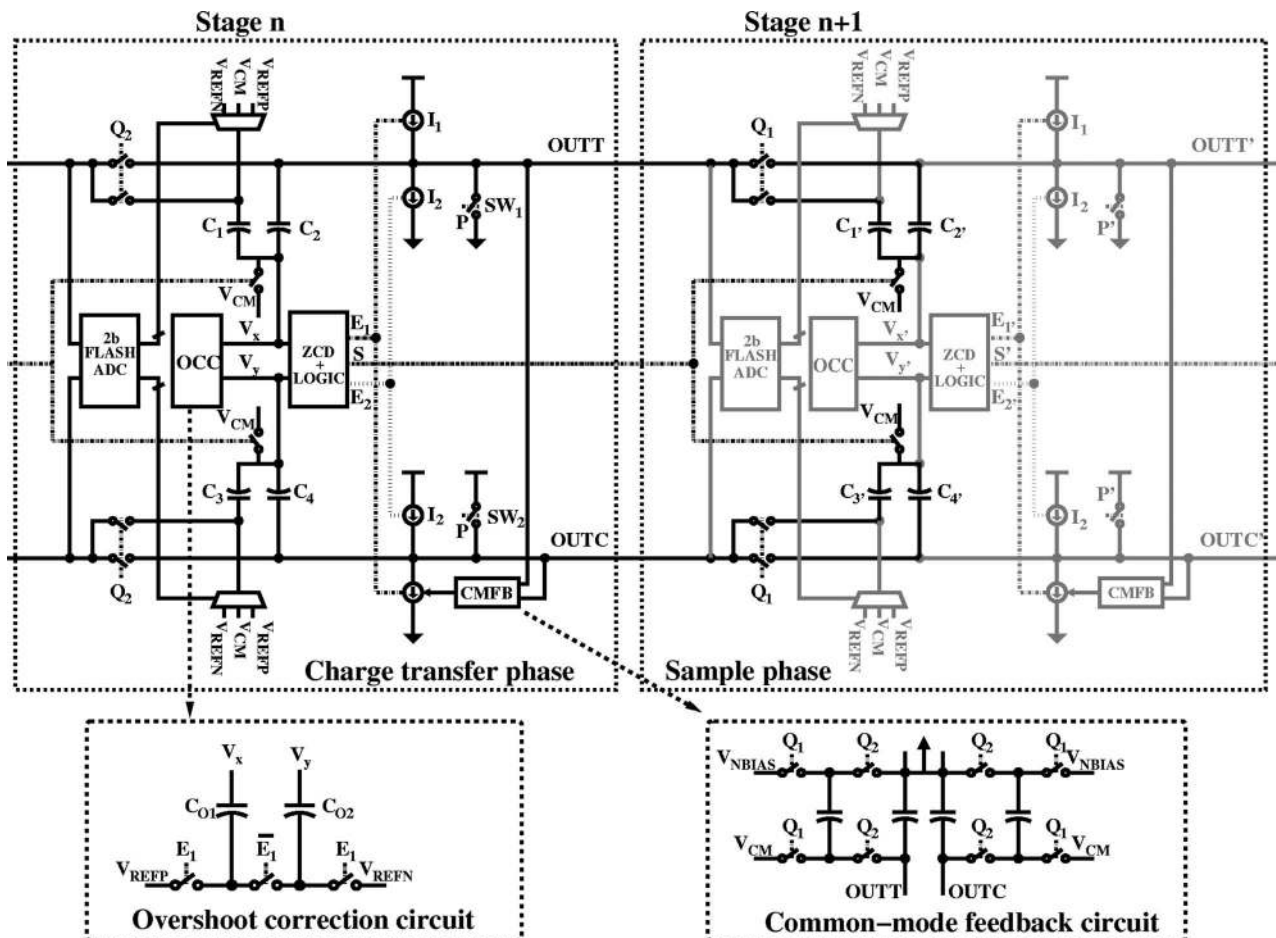 Stage n
Stage n+1
VREFN
VCM
VREFP
VREFN
VCM
VREFP
Q2
I1
OUTT
Q1
I1
OUTT'
I2
SW1
P
I2
P'
C1
C2
C1'
C2'
VCM
VCM
2b
FLASH
ADC
OCC
Vx
Vy
ZCD
+
LOGIC
E1
S
E2
2b
FLASH
ADC
OCC
Vx'
Vy'
ZCD
+
LOGIC
E1'
S'
E2'
VCM
VCM
C3
C4
C3'
C4'
I2
P
SW2
I2
P'
OUTC
OUTC'
Q2
CMFB
Q1
CMFB
VREFN
VCM
VREFP
VREFN
VCM
VREFP
Charge transfer phase
Sample phase
Vx
Vy
CO1
CO2
VREFP
E1
E1
E1
VREFN
Overshoot correction circuit
Q1
Q2
Q2
Q1
VNBIAS
VNBIAS
Q1
Q2
Q2
Q1
VCM
VCM
OUTT
OUTC
Common-mode feedback circuit